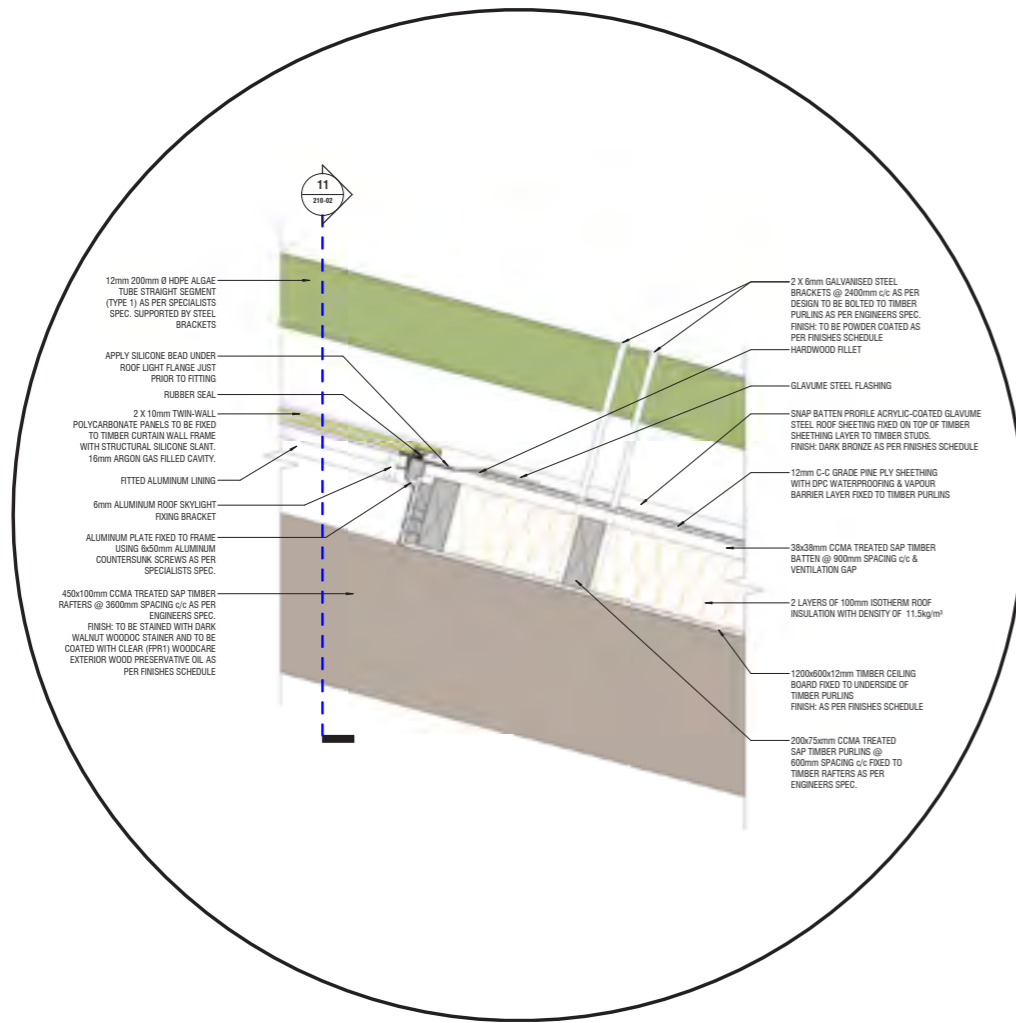 11
210-02
12mm 200mm Ø HDPE ALGAE
TUBE STRAIGHT SEGMENT
(TYPE 1) AS PER SPECIALISTS
SPEC. SUPPORTED BY STEEL
BRACKETS
APPLY SILICONE BEAD UNDER
ROOF LIGHT FLANGE JUST
PRIOR TO FITTING
RUBBER SEAL
2 X 10mm TWIN-WALL
POLYCARBONATE PANELS TO BE FIXED
TO TIMBER CURTAIN WALL FRAME
WITH STRUCTURAL SILICONE SLANT.
16mm ARGON GAS FILLED CAVITY.
FITTED ALUMINUM LINING
6mm ALUMINUM ROOF SKYLIGHT
FIXING BRACKET
ALUMINUM PLATE FIXED TO FRAME
USING 6x50mm ALUMINUM
COUNTERSUNK SCREWS AS PER
SPECIALISTS SPEC.
450x100mm CCMA TREATED SAP TIMBER
RAFTERS @ 3600mm SPACING c/c AS PER
ENGINEERS SPEC.
FINISH: TO BE STAINED WITH DARK
WALNUT WOODOC STAINER AND TO BE
COATED WITH CLEAR (FPR1) WOODCARE
EXTERIOR WOOD PRESERVATIVE OIL AS
PER FINISHES SCHEDULE
2 X 6mm GALVANISED STEEL
BRACKETS @ 2400mm c/c AS PER
DESIGN TO BE BOLTED TO TIMBER
PURLINS AS PER ENGINEERS SPEC.
FINISH: TO BE POWDER COATED AS
PER FINISHES SCHEDULE
HARDWOOD FILLET
GLAVUME STEEL FLASHING
SNAP BATTEN PROFILE ACRYLIC-COATED GLAVUME
STEEL ROOF SHEETING FIXED ON TOP OF TIMBER
SHEETHING LAYER TO TIMBER STUDS.
FINISH: DARK BRONZE AS PER FINISHES SCHEDULE
12mm C-C GRADE PINE PLY SHEETHING
WITH DPC WATERPROOFING & VAPOUR
BARRIER LAYER FIXED TO TIMBER PURLINS
38x38mm CCMA TREATED SAP TIMBER
BATTEN @ 900mm SPACING c/c &
VENTILATION GAP
2 LAYERS OF 100mm ISOTHERM ROOF
INSULATION WITH DENSITY OF 11.5kg/m³
1200x600x12mm TIMBER CEILING
BOARD FIXED TO UNDERSIDE OF
TIMBER PURLINS
FINISH: AS PER FINISHES SCHEDULE
200x75xmm CCMA TREATED
SAP TIMBER PURLINS @
600mm SPACING c/c FIXED TO
TIMBER RAFTERS AS PER
ENGINEERS SPEC.